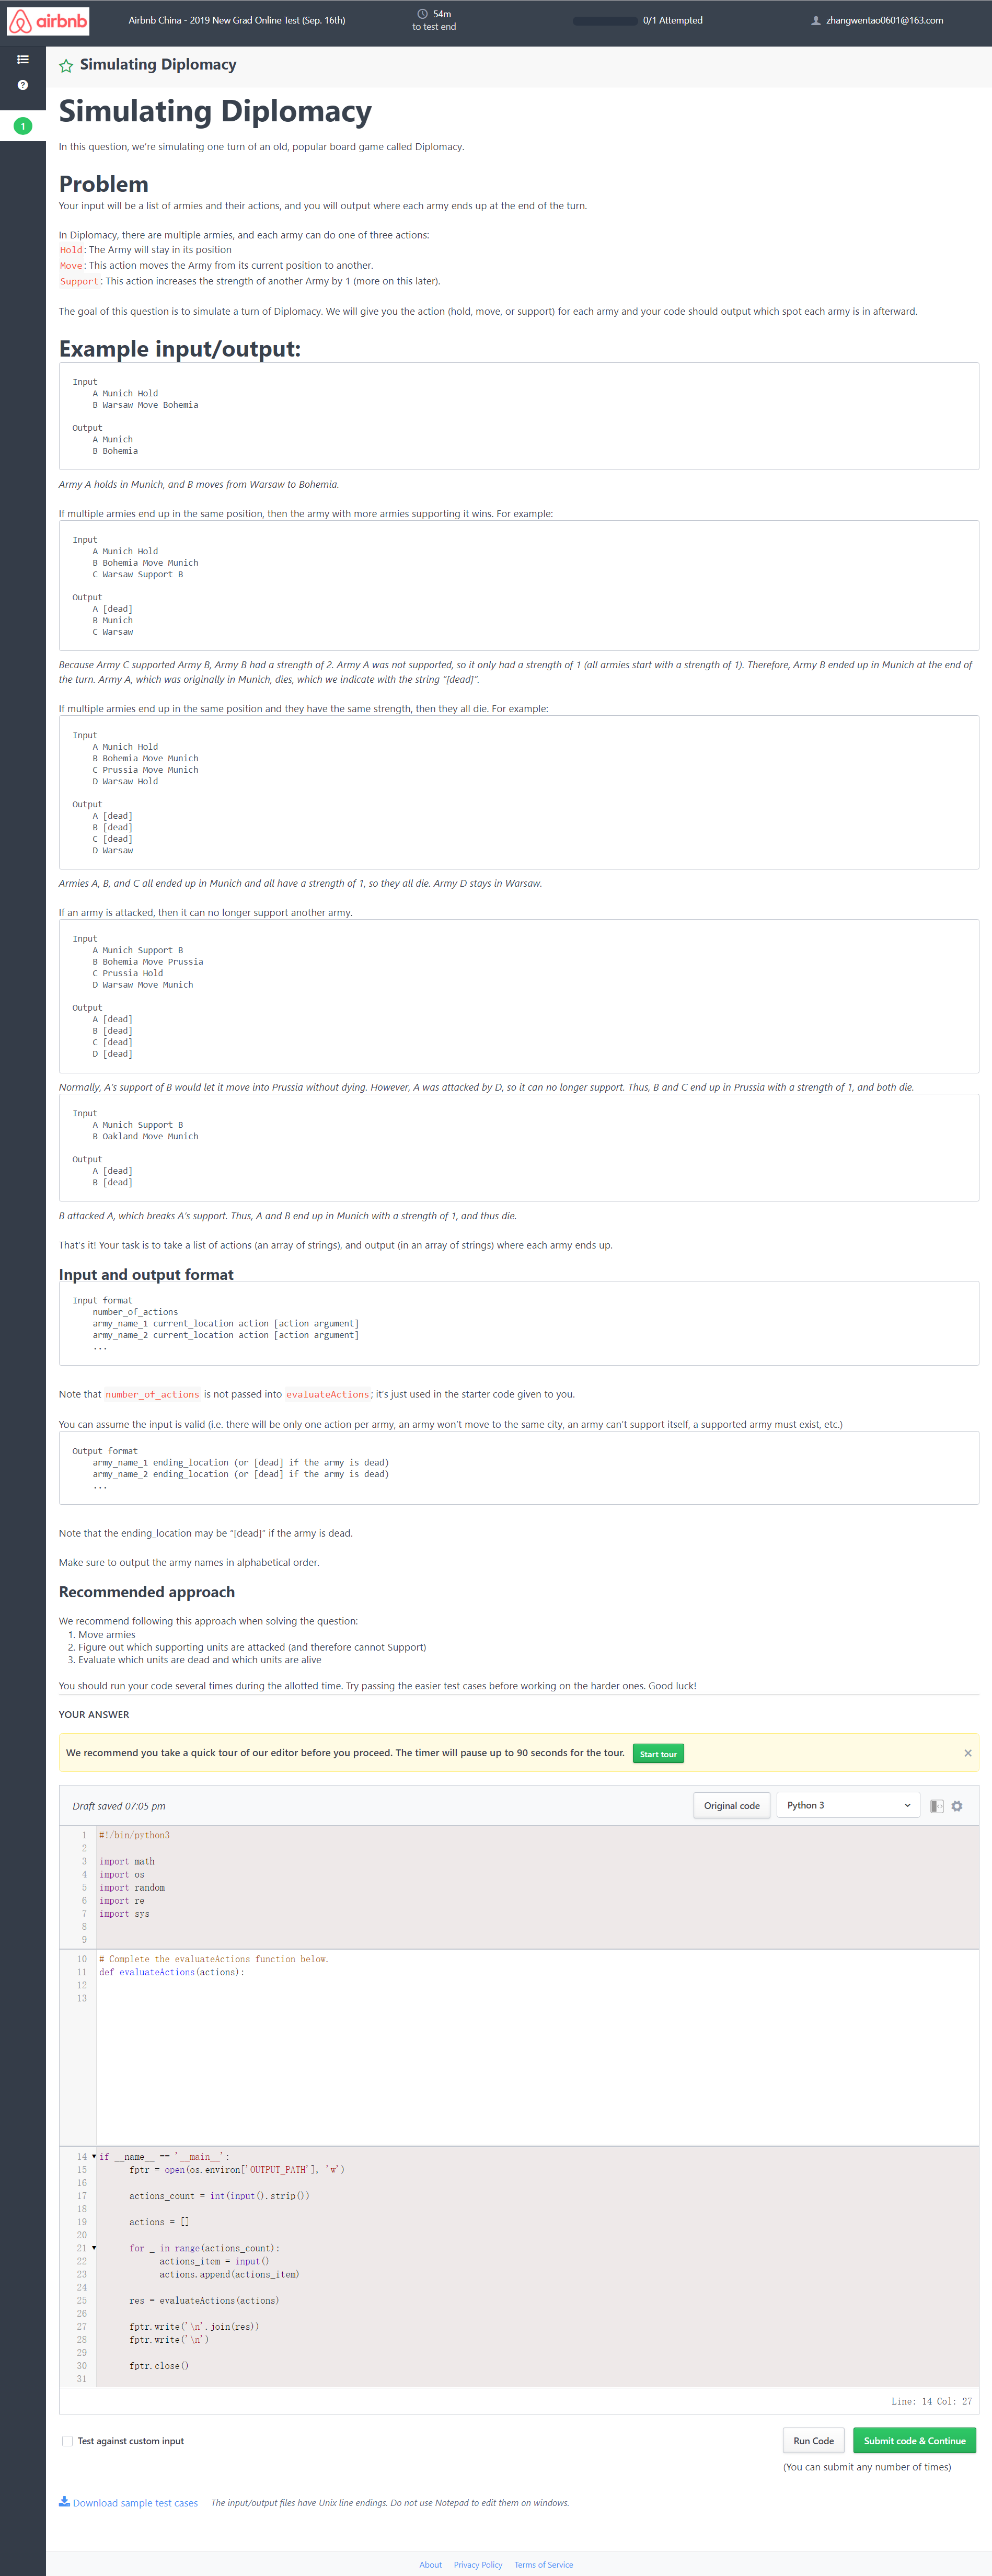 airbnb
Airbnb China - 2019 New Grad Online Test (Sep. 16th)
54m
to test end
0/1 Attempted
zhangwentao0601@163.com
1
Simulating Diplomacy
Simulating Diplomacy
In this question, we're simulating one turn of an old, popular board game called Diplomacy.
Problem
Your input will be a list of armies and their actions, and you will output where each army ends up at the end of the turn.
In Diplomacy, there are multiple armies, and each army can do one of three actions:
Hold: The Army will stay in its position
Move: This action moves the Army from its current position to another.
Support: This action increases the strength of another Army by 1 (more on this later).
The goal of this question is to simulate a turn of Diplomacy. We will give you the action (hold, move, or support) for each army and your code should output which spot each army is in afterward.
Example input/output:
Input
A Munich Hold
B Warsaw Move Bohemia
Output
A Munich
B Bohemia
Army A holds in Munich, and B moves from Warsaw to Bohemia.
If multiple armies end up in the same position, then the army with more armies supporting it wins. For example:
Input
A Munich Hold
B Bohemia Move Munich
C Warsaw Support B
Output
A [dead]
B Munich
C Warsaw
Because Army C supported Army B, Army B had a strength of 2. Army A was not supported, so it only had a strength of 1 (all armies start with a strength of 1). Therefore, Army B ended up in Munich at the end of
the turn. Army A, which was originally in Munich, dies, which we indicate with the string "[dead]".
If multiple armies end up in the same position and they have the same strength, then they all die. For example:
Input
A Munich Hold
B Bohemia Move Munich
C Prussia Move Munich
D Warsaw Hold
Output
A [dead]
B [dead]
C [dead]
D Warsaw
Armies A, B, and C all ended up in Munich and all have a strength of 1, so they all die. Army D stays in Warsaw.
If an army is attacked, then it can no longer support another army.
Input
A Munich Support B
B Bohemia Move Prussia
C Prussia Hold
D Warsaw Move Munich
Output
A [dead]
B [dead]
C [dead]
D [dead]
Normally, A's support of B would let it move into Prussia without dying. However, A was attacked by D, so it can no longer support. Thus, B and C end up in Prussia with a strength of 1, and both die.
Input
A Munich Support B
B Oakland Move Munich
Output
A [dead]
B [dead]
B attacked A, which breaks A's support. Thus, A and B end up in Munich with a strength of 1, and thus die.
That's it! Your task is to take a list of actions (an array of strings), and output (in an array of strings) where each army ends up.
Input and output format
Input format
number_of_actions
army_name_1 current_location action [action argument]
army_name_2 current_location action [action argument]
...
Note that number_of_actions is not passed into evaluateActions; it's just used in the starter code given to you.
You can assume the input is valid (i.e. there will be only one action per army, an army won't move to the same city, an army can't support itself, a supported army must exist, etc.)
Output format
army_name_1 ending_location (or [dead] if the army is dead)
army_name_2 ending_location (or [dead] if the army is dead)
...
Note that the ending_location may be "[dead]" if the army is dead.
Make sure to output the army names in alphabetical order.
Recommended approach
We recommend following this approach when solving the question:
1. Move armies
2. Figure out which supporting units are attacked (and therefore cannot Support)
3. Evaluate which units are dead and which units are alive
You should run your code several times during the allotted time. Try passing the easier test cases before working on the harder ones. Good luck!
YOUR ANSWER
We recommend you take a quick tour of our editor before you proceed. The timer will pause up to 90 seconds for the tour. Start tour
Draft saved 07:05 pm
Original code
Python 3
1 #!/bin/python3
2
3 import math
4 import os
5 import random
6 import re
7 import sys
8
9
10 # Complete the evaluateActions function below.
11 def evaluateActions(actions):
12
13
14 if __name__ == '__main__':
15 fptr = open(os.environ['OUTPUT_PATH'], 'w')
16
17 actions_count = int(input().strip())
18
19 actions = []
20
21 for _ in range(actions_count):
22 actions_item = input()
23 actions.append(actions_item)
24
25 res = evaluateActions(actions)
26
27 fptr.write('\n'.join(res))
28 fptr.write('\n')
29
30 fptr.close()
31
Line: 14 Col: 27
Test against custom input
Run Code
Submit code & Continue
(You can submit any number of times)
Download sample test cases The input/output files have Unix line endings. Do not use Notepad to edit them on windows.
About Privacy Policy Terms of Service